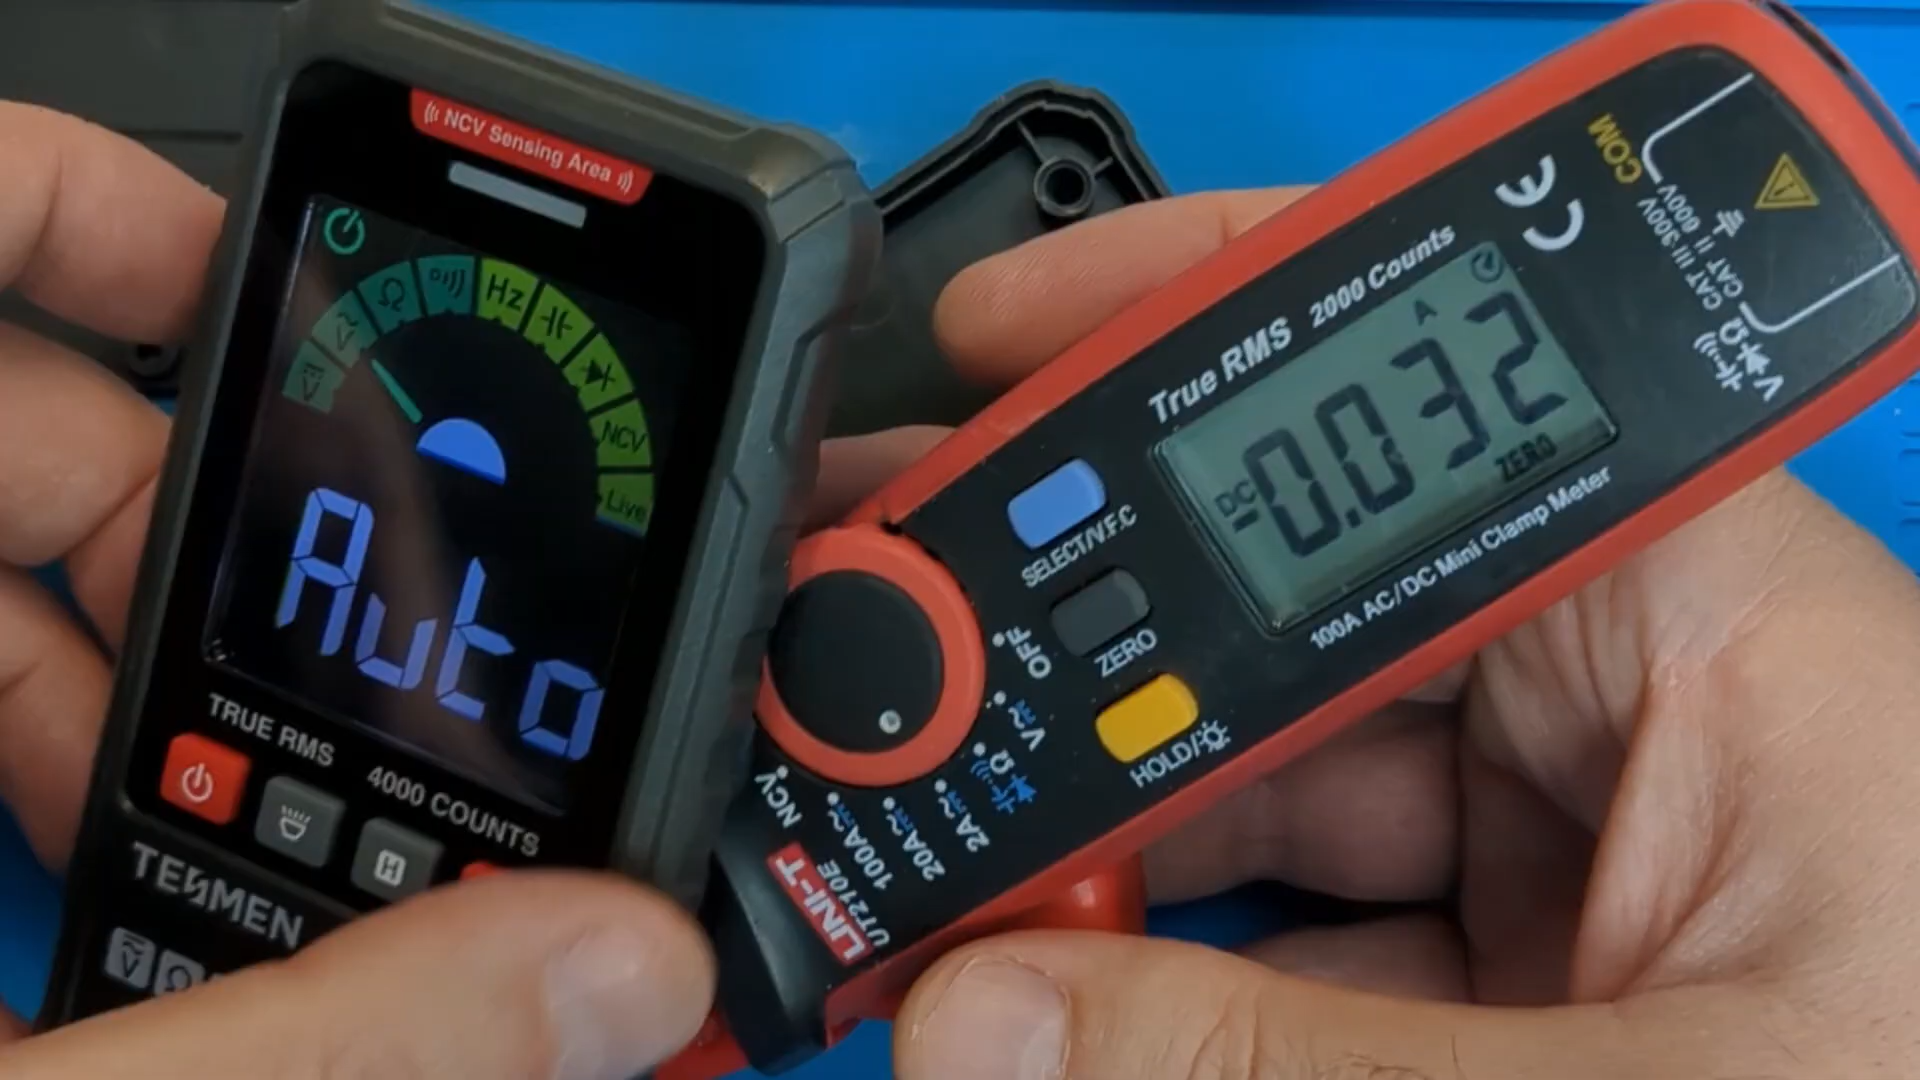 NCV Sensing Area
Hz
NCV
Live
Auto
TRUE RMS
4000 COUNTS
H
TESMEN
V
Ω
COM
CE
CAT III 300V
CAT II 600V
Ω
V
True RMS 2000 Counts
A
DC
-0.032
ZERO
100A AC/DC Mini Clamp Meter
SELECT/V.F.C
ZERO
HOLD/
OFF
V
Ω
2A
20A
100A
NCV
UNI-T
UT210E